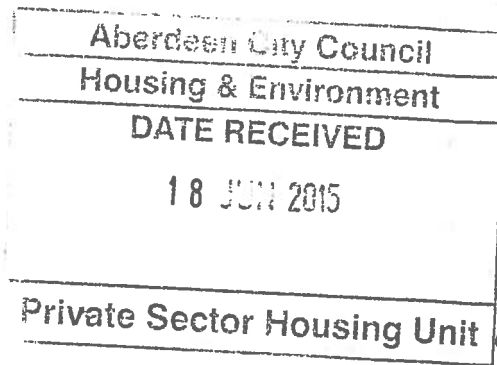 Aberdeen City Council
Housing & Environment
DATE RECEIVED
18 JUN 2015
Private Sector Housing Unit